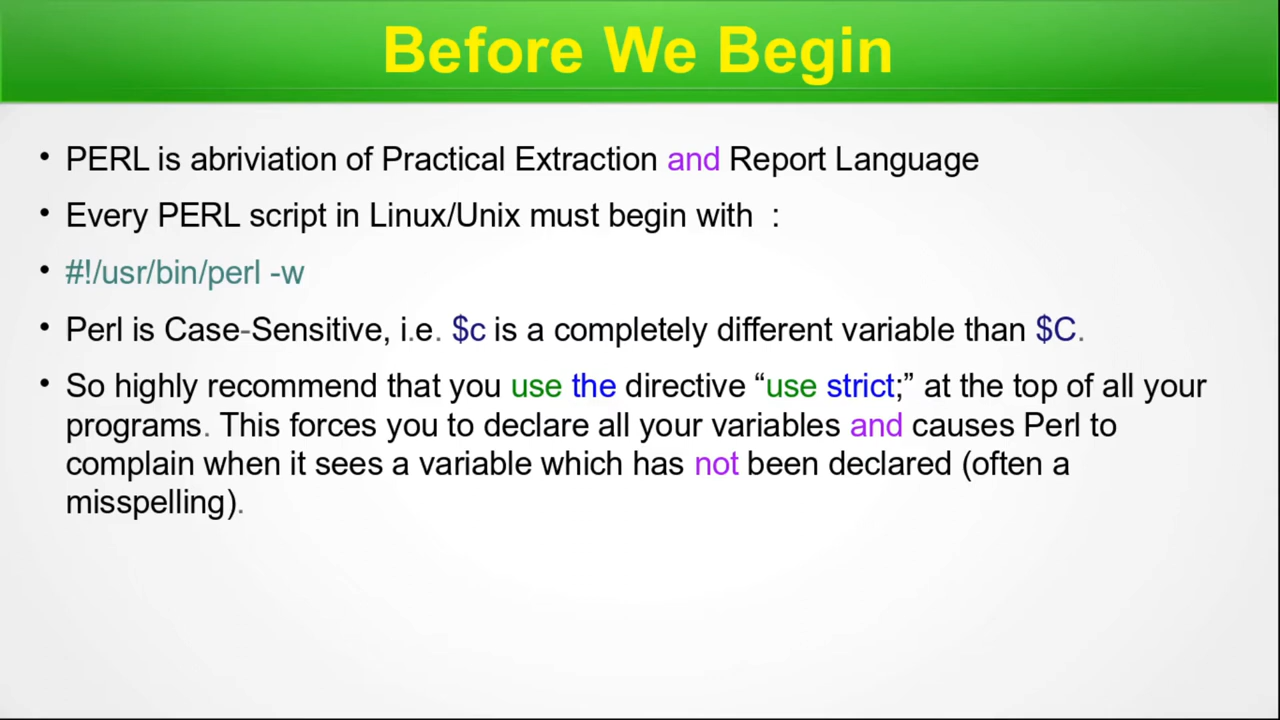 Before We Begin
• PERL is abriviation of Practical Extraction and Report Language
• Every PERL script in Linux/Unix must begin with  :
• #!/usr/bin/perl -w
• Perl is Case-Sensitive, i.e. $c is a completely different variable than $C.
• So highly recommend that you use the directive “use strict;” at the top of all your
programs. This forces you to declare all your variables and causes Perl to
complain when it sees a variable which has not been declared (often a
misspelling).